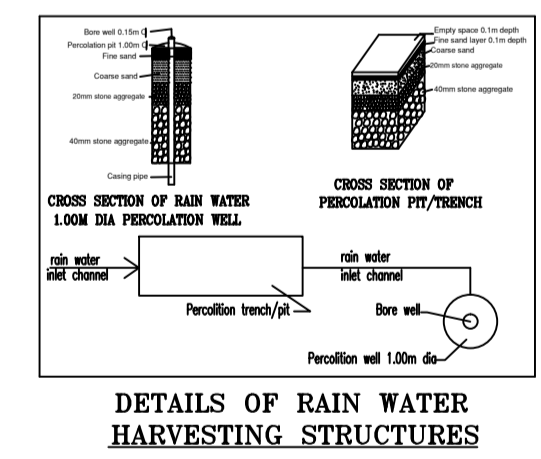 Bore well 0.15m
Percolation pit 1.00m
Fine sand
Coarse sand
20mm stone aggregate
40mm stone aggregate
Casing pipe
CROSS SECTION OF RAIN WATER
1.00M DIA PERCOLATION WELL
Empty space 0.1m depth
Fine sand layer 0.1m depth
Coarse sand
20mm stone aggregate
40mm stone aggregate
CROSS SECTION OF
PERCOLATION PIT/TRENCH
rain water
inlet channel
Percolition trench/pit
rain water
inlet channel
Bore well
Percolition well 1.00m dia
DETAILS OF RAIN WATER
HARVESTING STRUCTURES